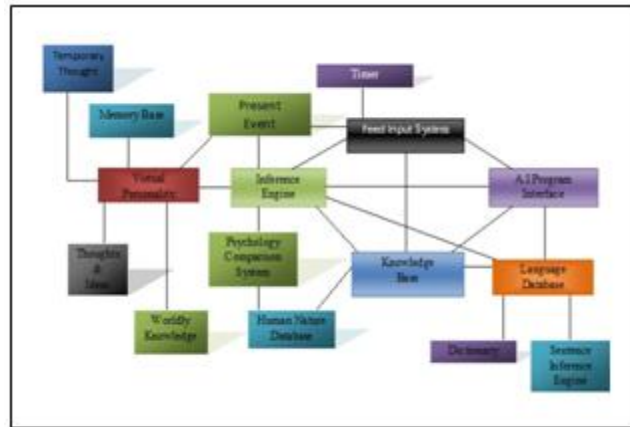 Temporary
Thought
Timer
Memory Base
Present
Event
Feed Input System
Virtual
Personality
Inference
Engine
A.I Program
Interface
Thoughts
&
Ideas
Psychology
Comparison
System
Knowledge
Base
Language
Database
Worldly
Knowledge
Human Nature
Database
Dictionary
Sentence
Inference
Engine